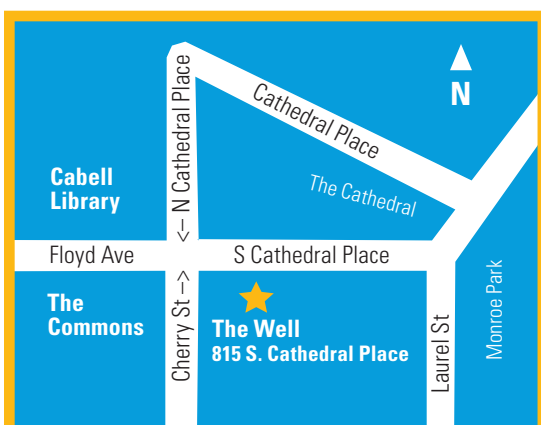 N
Cathedral Place
<– N Cathedral Place
The Cathedral
Cabell
Library
Floyd Ave
S Cathedral Place
The
Commons
Cherry St –>
The Well
815 S. Cathedral Place
Laurel St
Monroe Park